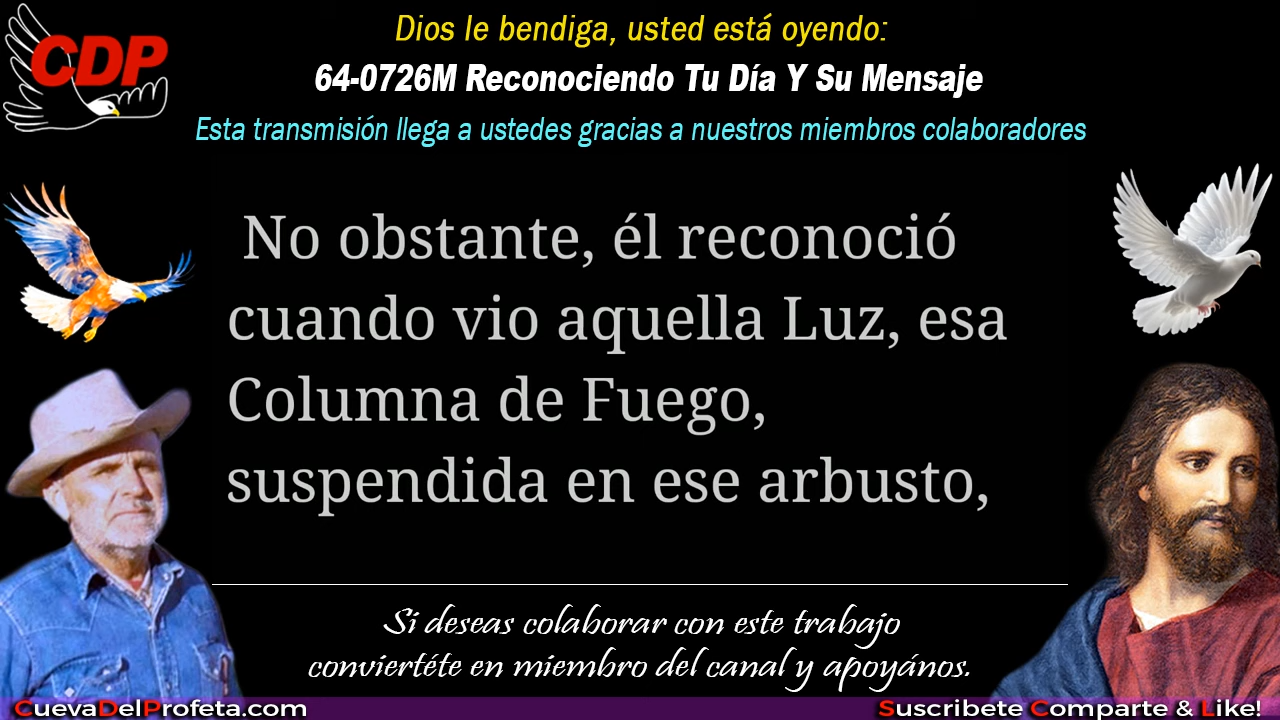 CDP
Dios le bendiga, usted está oyendo:
64-0726M Reconociendo Tu Día Y Su Mensaje
Esta transmisión llega a ustedes gracias a nuestros miembros colaboradores
No obstante, él reconoció
cuando vio aquella Luz, esa
Columna de Fuego,
suspendida en ese arbusto,
Si deseas colaborar con este trabajo
conviertéte en miembro del canal y apoyános.
CuevaDelProfeta.com
Suscribete Comparte & Like!